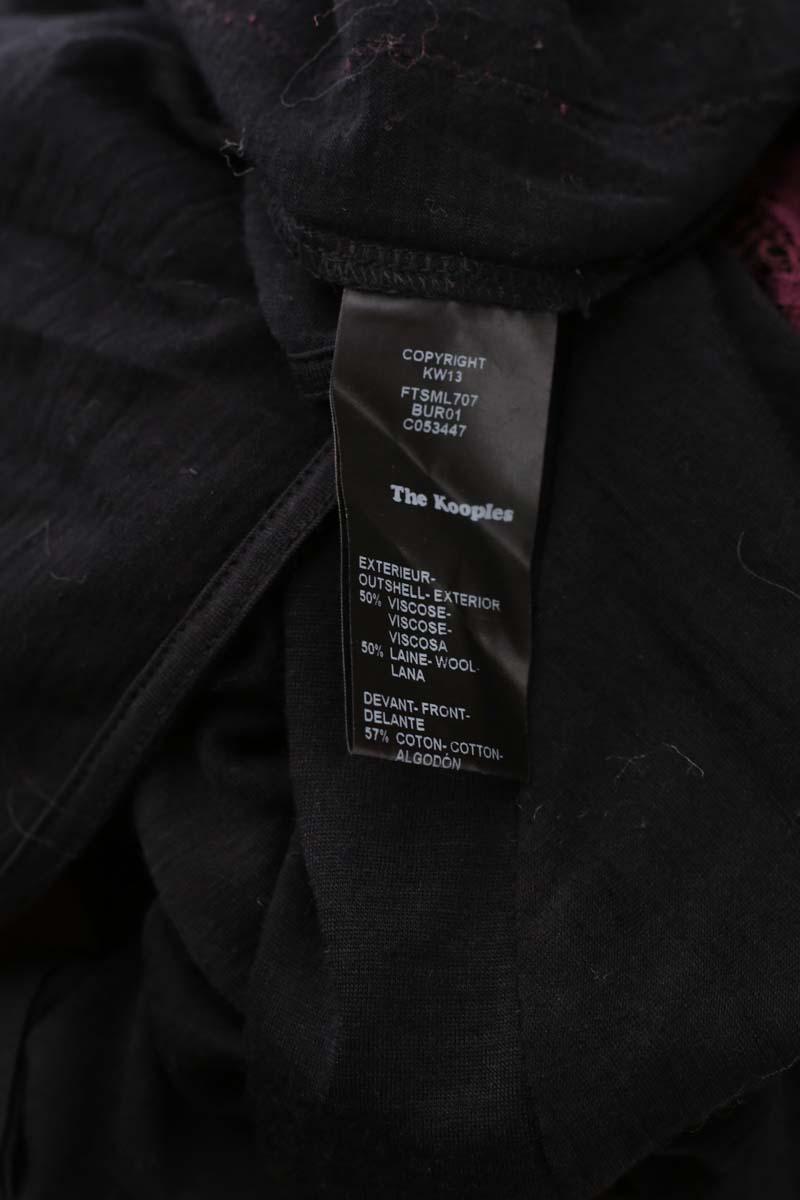 COPYRIGHT
KW13
FTSML707
BUR01
C053447
The Kooples
EXTERIEUR-
OUTSHELL- EXTERIOR
50% VISCOSE-
VISCOSE-
VISCOSA
50% LAINE- WOOL-
LANA
DEVANT- FRONT-
DELANTE
57% COTON- COTTON-
ALGODÓN